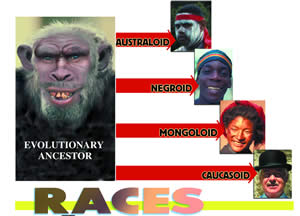 AUSTRALOID
NEGROID
MONGOLOID
CAUCASOID
EVOLUTIONARY
ANCESTOR
RACES